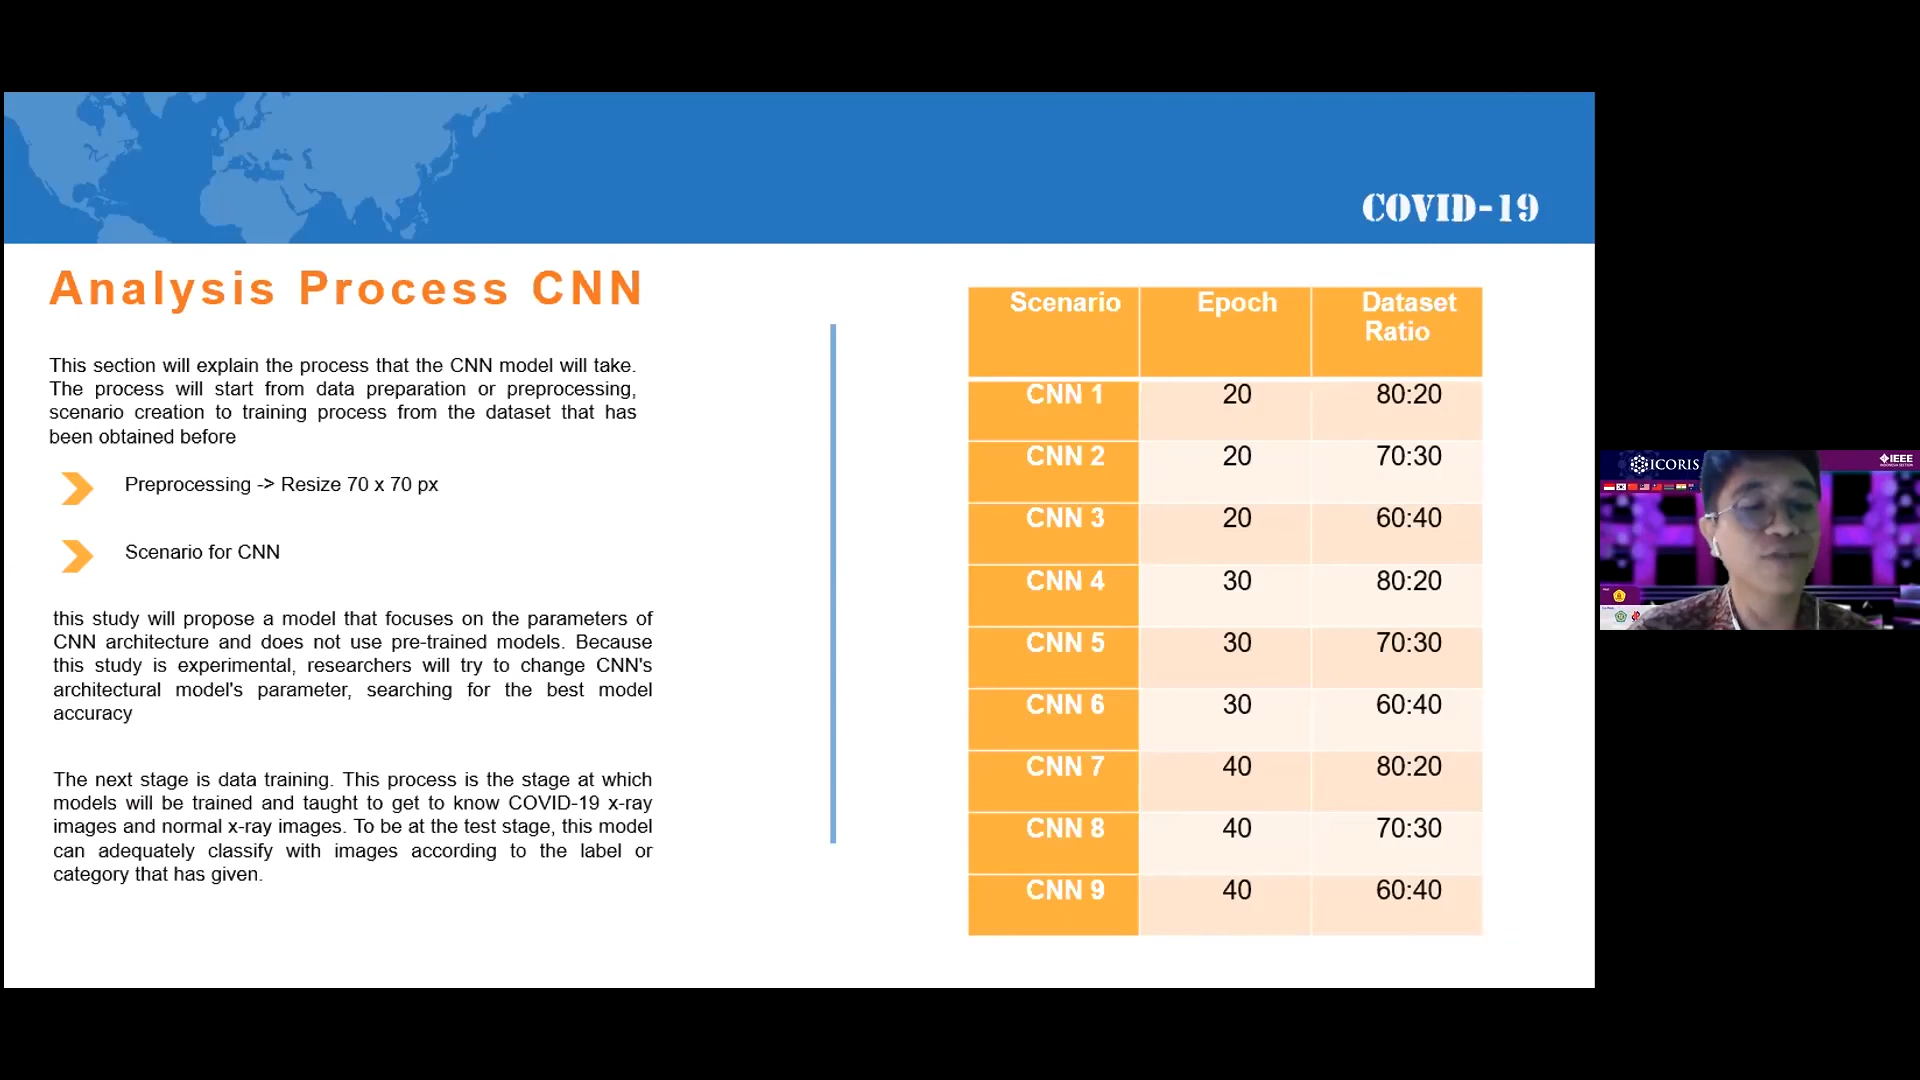 COVID-19
Analysis Process CNN
This section will explain the process that the CNN model will take.
The process will start from data preparation or preprocessing,
scenario creation to training process from the dataset that has
been obtained before
Preprocessing -> Resize 70 x 70 px
Scenario for CNN
this study will propose a model that focuses on the parameters of
CNN architecture and does not use pre-trained models. Because
this study is experimental, researchers will try to change CNN's
architectural model's parameter, searching for the best model
accuracy
The next stage is data training. This process is the stage at which
models will be trained and taught to get to know COVID-19 x-ray
images and normal x-ray images. To be at the test stage, this model
can adequately classify with images according to the label or
category that has given.
Scenario Epoch Dataset
Ratio
CNN 1 20 80:20
CNN 2 20 70:30
CNN 3 20 60:40
CNN 4 30 80:20
CNN 5 30 70:30
CNN 6 30 60:40
CNN 7 40 80:20
CNN 8 40 70:30
CNN 9 40 60:40
ICORIS
IEEE